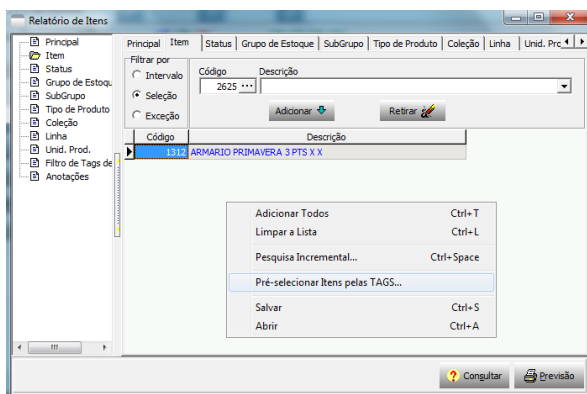 Relatório de Itens
Principal
Item
Status
Grupo de Estoqu
SubGrupo
Tipo de Produto
Coleção
Linha
Unid. Prod.
Filtro de Tags de
Anotações
Principal Item Status Grupo de Estoque SubGrupo Tipo de Produto Coleção Linha Unid. Prc
Filtrar por
Intervalo
Seleção
Exceção
Código Descrição
2625 ...
Adicionar Retirar
Código Descrição
1312 ARMARIO PRIMAVERA 3 PTS X X
Adicionar Todos Ctrl+T
Limpar a Lista Ctrl+L
Pesquisa Incremental... Ctrl+Space
Pré-selecionar Itens pelas TAGS...
Salvar Ctrl+S
Abrir Ctrl+A
Consultar Previsão